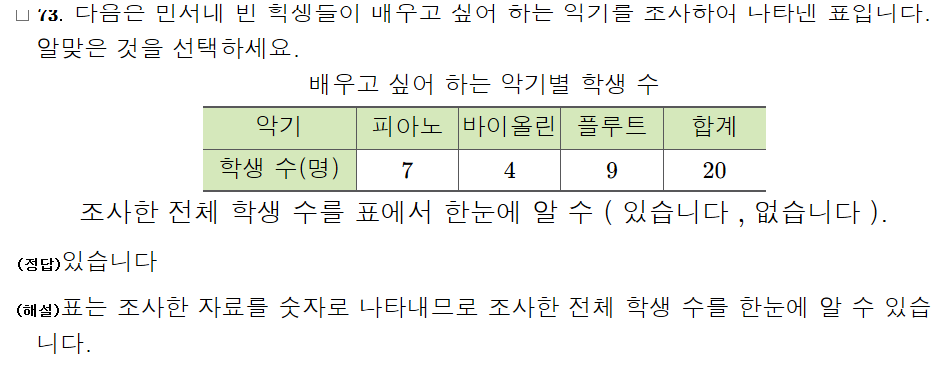 □ 73. 다음은 민서네 반 학생들이 배우고 싶어 하는 악기를 조사하여 나타낸 표입니다.
알맞은 것을 선택하세요.
배우고 싶어 하는 악기별 학생 수
악기 피아노 바이올린 플루트 합계
학생 수(명) 7 4 9 20
조사한 전체 학생 수를 표에서 한눈에 알 수 ( 있습니다 , 없습니다 ).
(정답)있습니다
(해설)표는 조사한 자료를 숫자로 나타내므로 조사한 전체 학생 수를 한눈에 알 수 있습
니다.